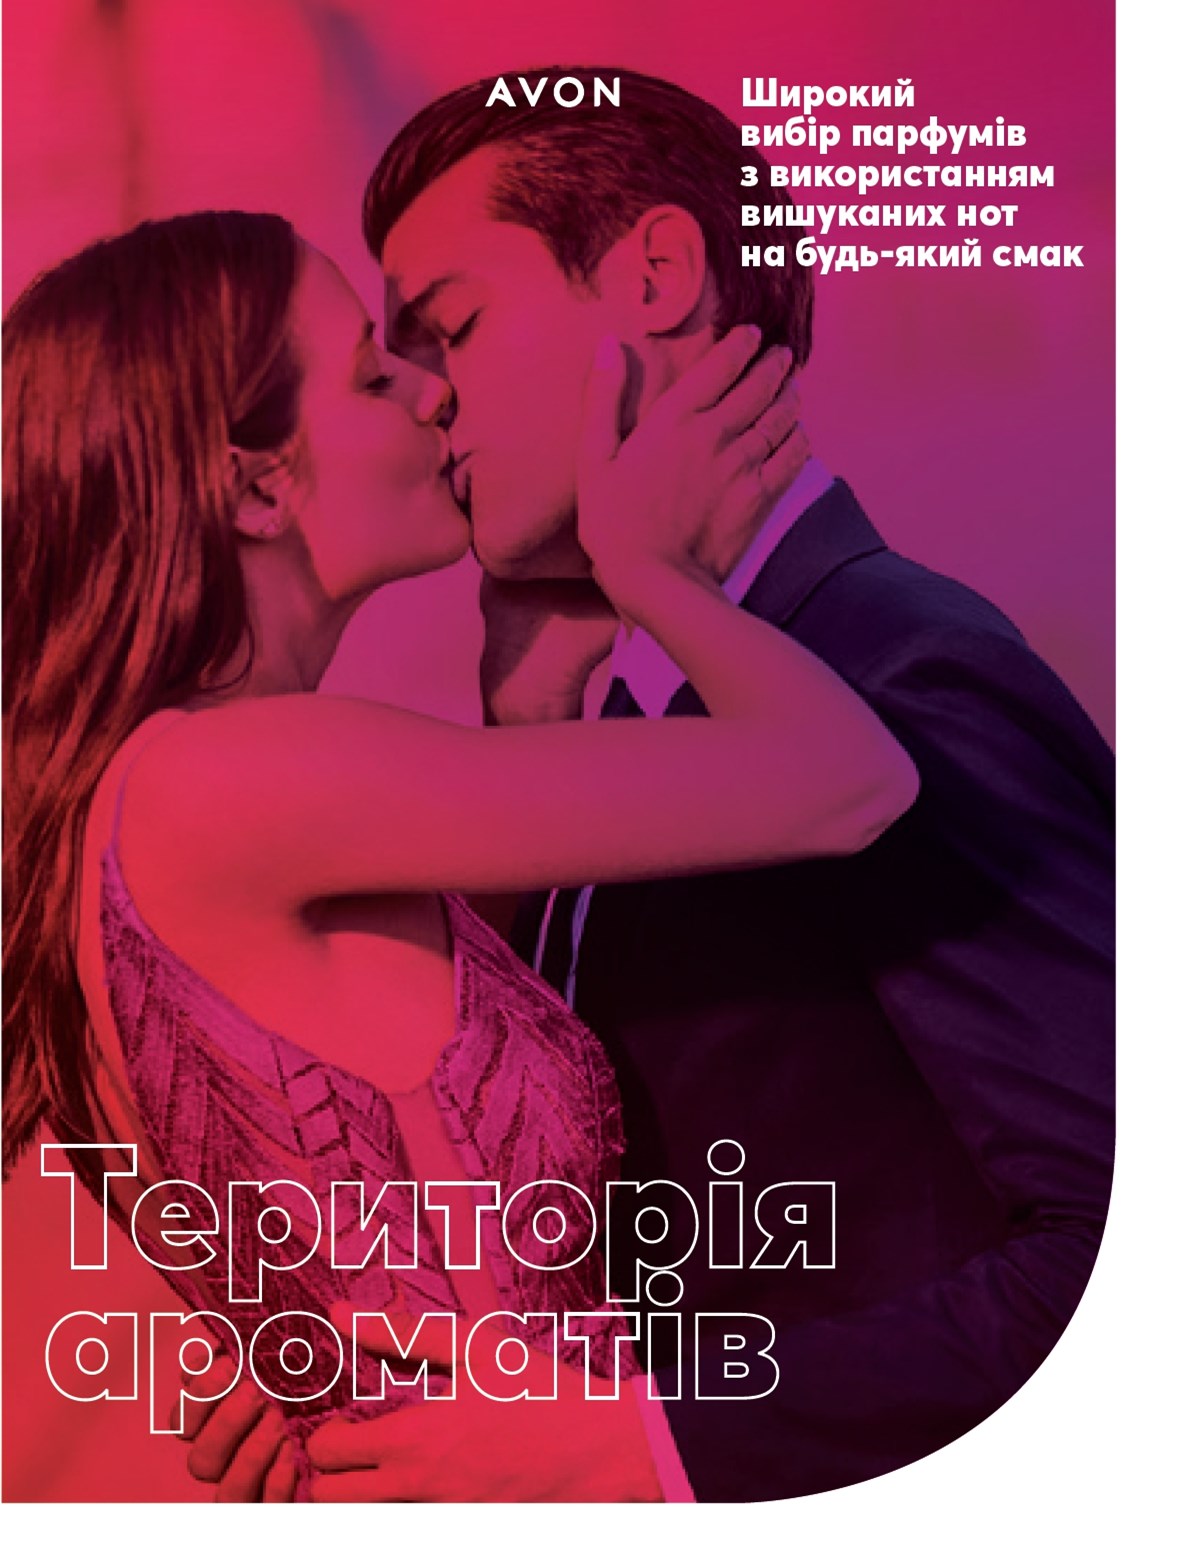 AVON
Широкий
вибір парфумів
з використанням
вишуканих нот
на будь-який смак
Територія
ароматів